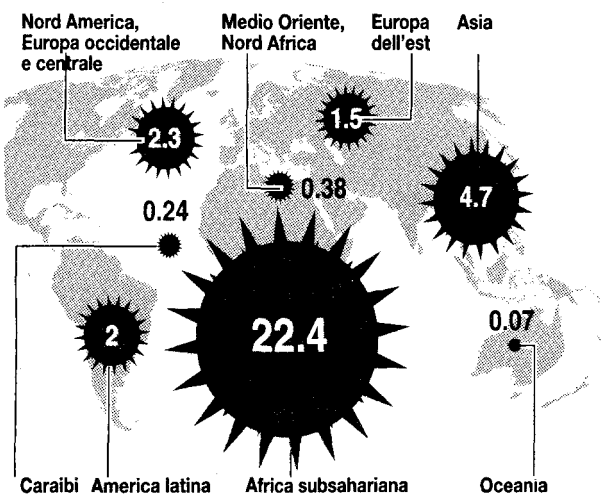 Nord America,
Europa occidentale
e centrale
Medio Oriente,
Nord Africa
Europa
dell'est
Asia
2.3
1.5
0.38
4.7
0.24
22.4
2
0.07
Caraibi
America latina
Africa subsahariana
Oceania